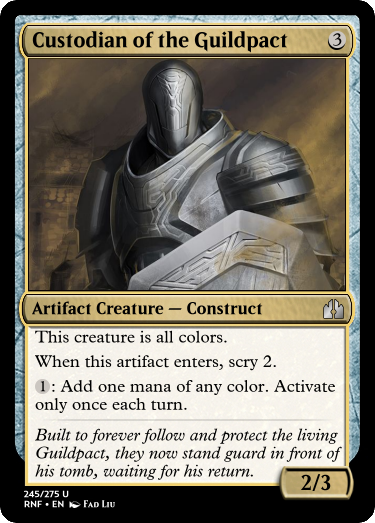 Custodian of the Guildpact 3
Artifact Creature — Construct
This creature is all colors.
When this artifact enters, scry 2.
1: Add one mana of any color. Activate
only once each turn.
Built to forever follow and protect the living
Guildpact, they now stand guard in front of
his tomb, waiting for his return.
2/3
245/275 U
RNF • EN Fad Liu